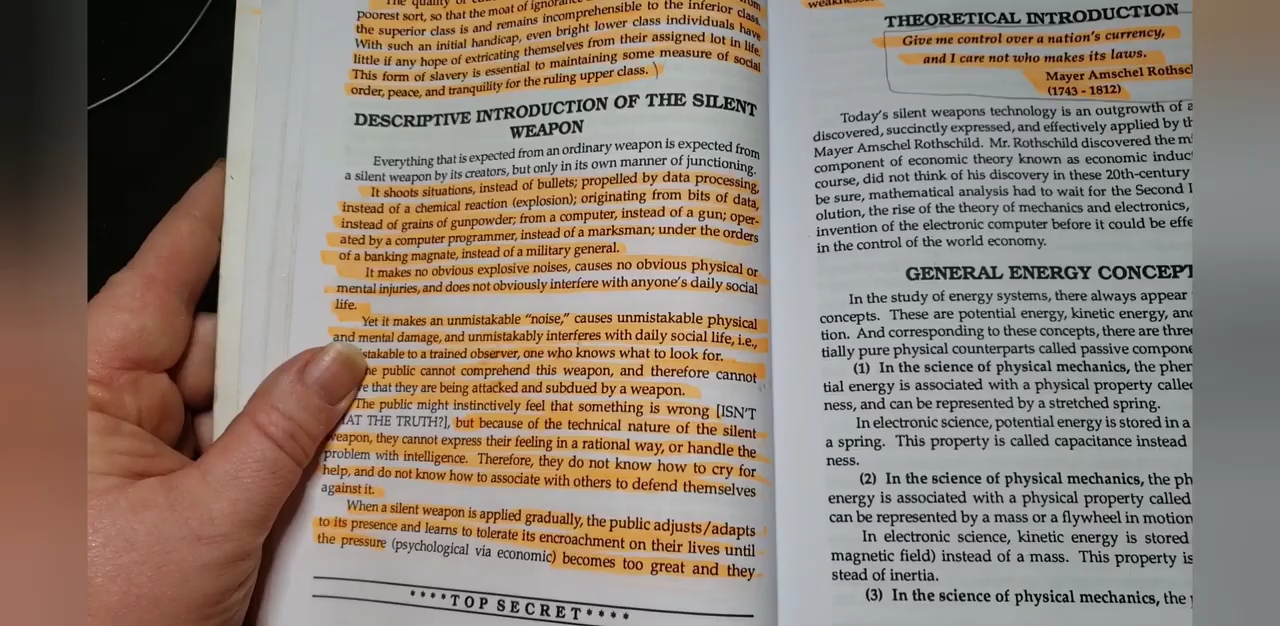 The quality of
poorest sort, so that the moat of ignorance
the superior class is and remains incomprehensible to the inferior class.
With such an initial handicap, even bright lower class individuals have
little if any hope of extricating themselves from their assigned lot in life.
This form of slavery is essential to maintaining some measure of social
order, peace, and tranquility for the ruling upper class.
DESCRIPTIVE INTRODUCTION OF THE SILENT
WEAPON
Everything that is expected from an ordinary weapon is expected from
a silent weapon by its creators, but only in its own manner of junctioning.
It shoots situations, instead of bullets; propelled by data processing,
instead of a chemical reaction (explosion); originating from bits of data,
instead of grains of gunpowder; from a computer, instead of a gun; oper-
ated by a computer programmer, instead of a marksman; under the orders
of a banking magnate, instead of a military general.
It makes no obvious explosive noises, causes no obvious physical or
mental injuries, and does not obviously interfere with anyone's daily social
life.
Yet it makes an unmistakable "noise," causes unmistakable physical
and mental damage, and unmistakably interferes with daily social life, i.e.,
stakable to a trained observer, one who knows what to look for.
he public cannot comprehend this weapon, and therefore cannot
e that they are being attacked and subdued by a weapon.
The public might instinctively feel that something is wrong [ISN'T
AT THE TRUTH?], but because of the technical nature of the silent
weapon, they cannot express their feeling in a rational way, or handle the
problem with intelligence. Therefore, they do not know how to cry for
help, and do not know how to associate with others to defend themselves
against it.
When a silent weapon is applied gradually, the public adjusts/adapts
to its presence and learns to tolerate its encroachment on their lives until
the pressure (psychological via economic) becomes too great and they
****TOP SECRET****
THEORETICAL INTRODUCTION
Give me control over a nation's currency,
and I care not who makes its laws.
Mayer Amschel Rothscl
(1743 - 1812)
Today's silent weapons technology is an outgrowth of a
discovered, succinctly expressed, and effectively applied by th
Mayer Amschel Rothschild. Mr. Rothschild discovered the mi
component of economic theory known as economic induc
course, did not think of his discovery in these 20th-century
be sure, mathematical analysis had to wait for the Second I
olution, the rise of the theory of mechanics and electronics,
invention of the electronic computer before it could be effe
in the control of the world economy.
GENERAL ENERGY CONCEPT
In the study of energy systems, there always appear
concepts. These are potential energy, kinetic energy, and
tion. And corresponding to these concepts, there are three
tially pure physical counterparts called passive compone
(1) In the science of physical mechanics, the pher
tial energy is associated with a physical property called
ness, and can be represented by a stretched spring.
In electronic science, potential energy is stored in a
a spring. This property is called capacitance instead
ness.
(2) In the science of physical mechanics, the ph
energy is associated with a physical property called
can be represented by a mass or a flywheel in motion
In electronic science, kinetic energy is stored
magnetic field) instead of a mass. This property is
stead of inertia.
(3) In the science of physical mechanics, the